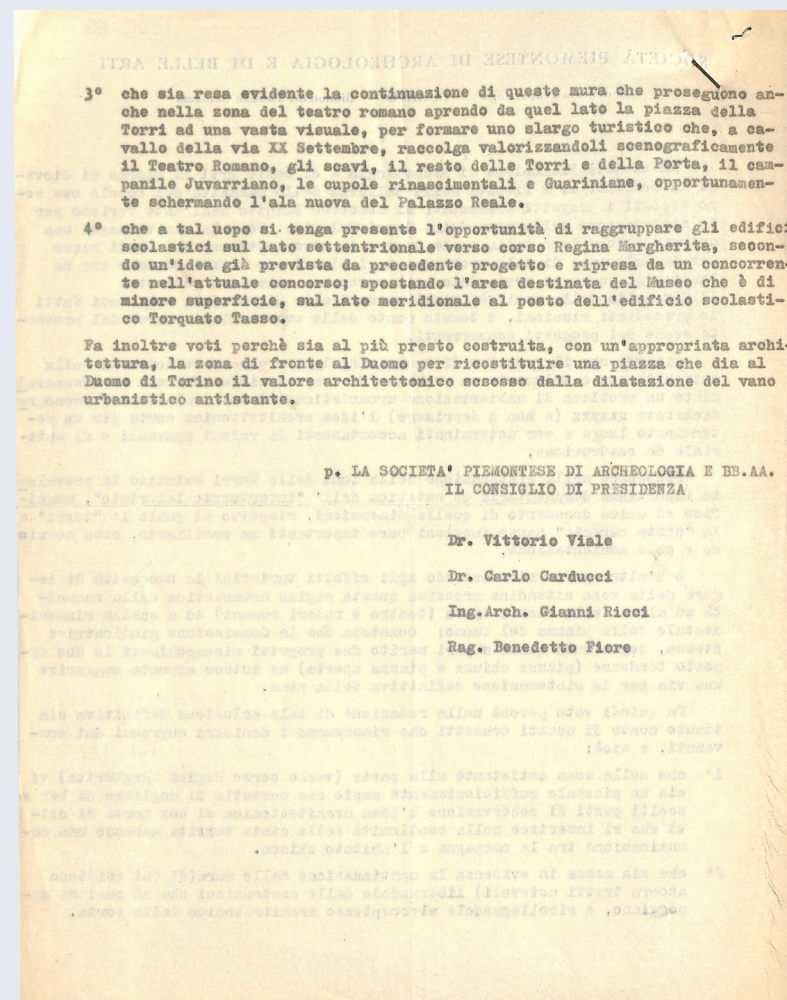 3° che sia resa evidente la continuazione di queste mura che proseguono an-
che nella zona del teatro romano aprendo da quel lato la piazza della
Torri ad una vasta visuale, per formare uno slargo turistico che, a ca-
vallo della via XX Settembre, raccolga valorizzandoli scenograficamente
il Teatro Romano, gli scavi, il resto delle Torri e della Porta, il cam-
panile Juvarriano, le cupole rinascimentali e Guariniane, opportunamen-
te schermando l'ala nuova del Palazzo Reale.
4° che a tal uopo si tenga presente l'opportunità di raggruppare gli edifici
scolastici sul lato settentrionale verso corso Regina Margherita, secon-
do un'idea già prevista da precedente progetto e ripresa da un concorren-
te nell'attuale concorso; spostando l'area destinata del Museo che è di
minore superficie, sul lato meridionale al posto dell'edificio scolasti-
co Torquato Tasso.
Fa inoltre voti perchè sia al più presto costruita, con un'appropriata archi-
tettura, la zona di fronte al Duomo per ricostituire una piazza che dia al
Duomo di Torino il valore architettonico scsosso dalla dilatazione del vano
urbanistico antistante.
p. LA SOCIETA' PIEMONTESE DI ARCHEOLOGIA E BB.AA.
IL CONSIGLIO DI PRESIDENZA
Dr. Vittorio Viale
Dr. Carlo Carducci
Ing.Arch. Gianni Ricci
Rag. Benedetto Fiore